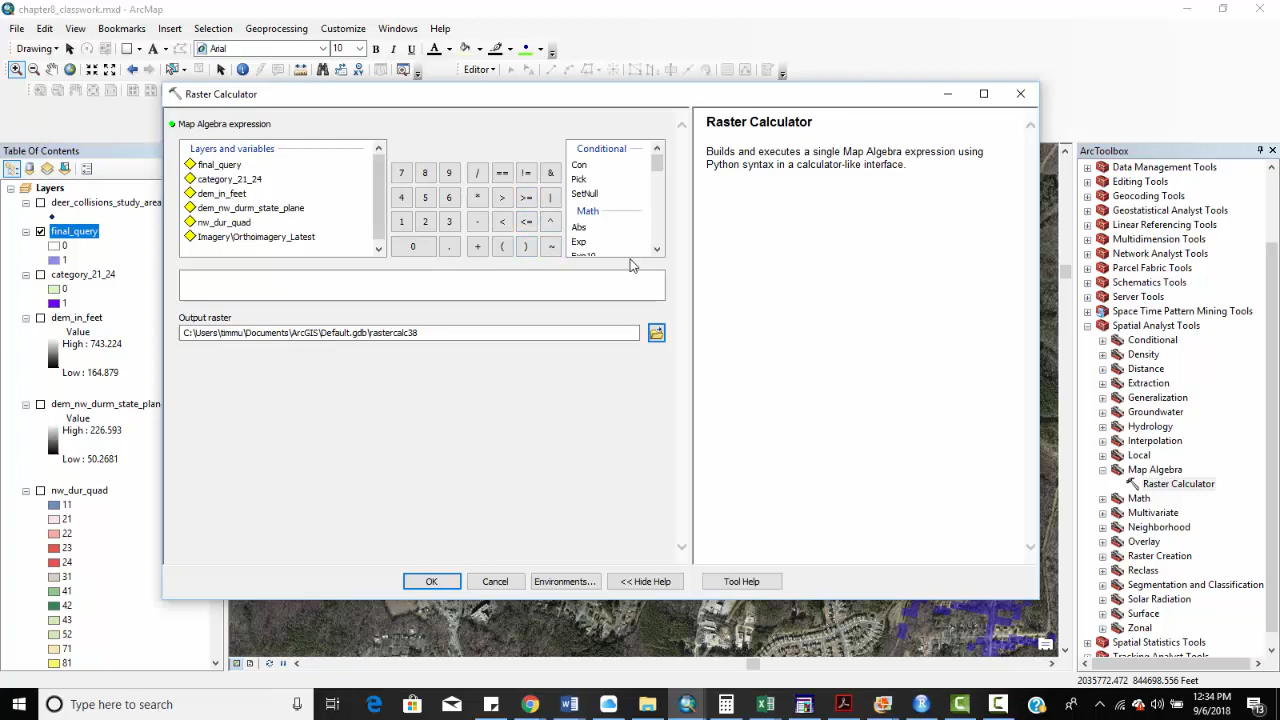 chapter8_classwork.mxd - ArcMap
File Edit View Bookmarks Insert Selection Geoprocessing Customize Windows Help
Drawing Arial 10 B I U A
Editor
Table Of Contents
Layers
deer_collisions_study_area
final_query
0
1
category_21_24
0
1
dem_in_feet
Value
High : 743.224
Low : 164.879
dem_nw_durm_state_plan
Value
High : 226.593
Low : 50.2681
nw_dur_quad
11
21
22
23
24
31
41
42
43
52
71
81
Raster Calculator
Map Algebra expression
Layers and variables
final_query
category_21_24
dem_in_feet
dem_nw_durm_state_plane
nw_dur_quad
Imagery\Orthoimagery_Latest
7 8 9 / == != &
4 5 6 * > >= |
1 2 3 - < <= ^
0 . + ( ) ~
Conditional
Con
Pick
SetNull
Math
Abs
Exp
Exp10
Output raster
C:\Users\timmu\Documents\ArcGIS\Default.gdb\rastercalc38
OK Cancel Environments... << Hide Help Tool Help
Raster Calculator
Builds and executes a single Map Algebra expression using
Python syntax in a calculator-like interface.
ArcToolbox
Data Management Tools
Editing Tools
Geocoding Tools
Geostatistical Analyst Tools
Linear Referencing Tools
Multidimension Tools
Network Analyst Tools
Parcel Fabric Tools
Schematics Tools
Server Tools
Space Time Pattern Mining Tools
Spatial Analyst Tools
Conditional
Density
Distance
Extraction
Generalization
Groundwater
Hydrology
Interpolation
Local
Map Algebra
Raster Calculator
Math
Multivariate
Neighborhood
Overlay
Raster Creation
Reclass
Segmentation and Classification
Solar Radiation
Surface
Zonal
Spatial Statistics Tools
Tracking Analyst Tools
2035772.472 844698.556 Feet
Type here to search
12:34 PM
9/6/2018